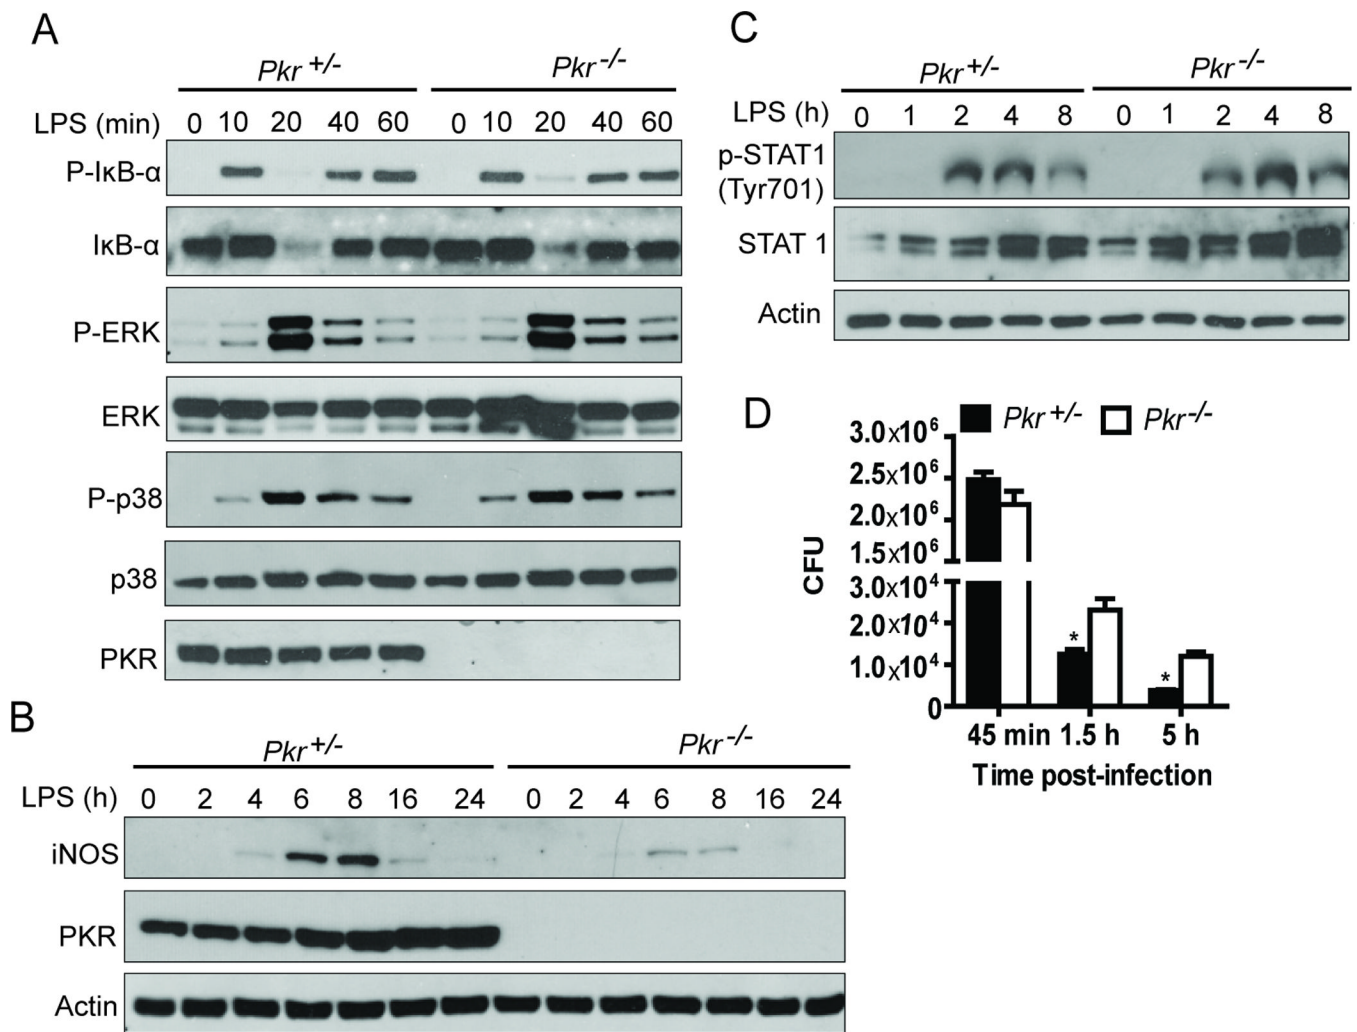 A
Pkr +/- Pkr -/-
LPS (min) 0 10 20 40 60 0 10 20 40 60
P-IκB-α
IκB-α
P-ERK
ERK
P-p38
p38
PKR
B
Pkr +/- Pkr -/-
LPS (h) 0 2 4 6 8 16 24 0 2 4 6 8 16 24
iNOS
PKR
Actin
C
Pkr +/- Pkr -/-
LPS (h) 0 1 2 4 8 0 1 2 4 8
p-STAT1
(Tyr701)
STAT 1
Actin
D
Pkr +/- Pkr -/-
3.0x10⁶
2.5x10⁶
2.0x10⁶
1.5x10⁶
3.0x10⁴
2.0x10⁴
1.0x10⁴
0
CFU
* *
45 min 1.5 h 5 h
Time post-infection